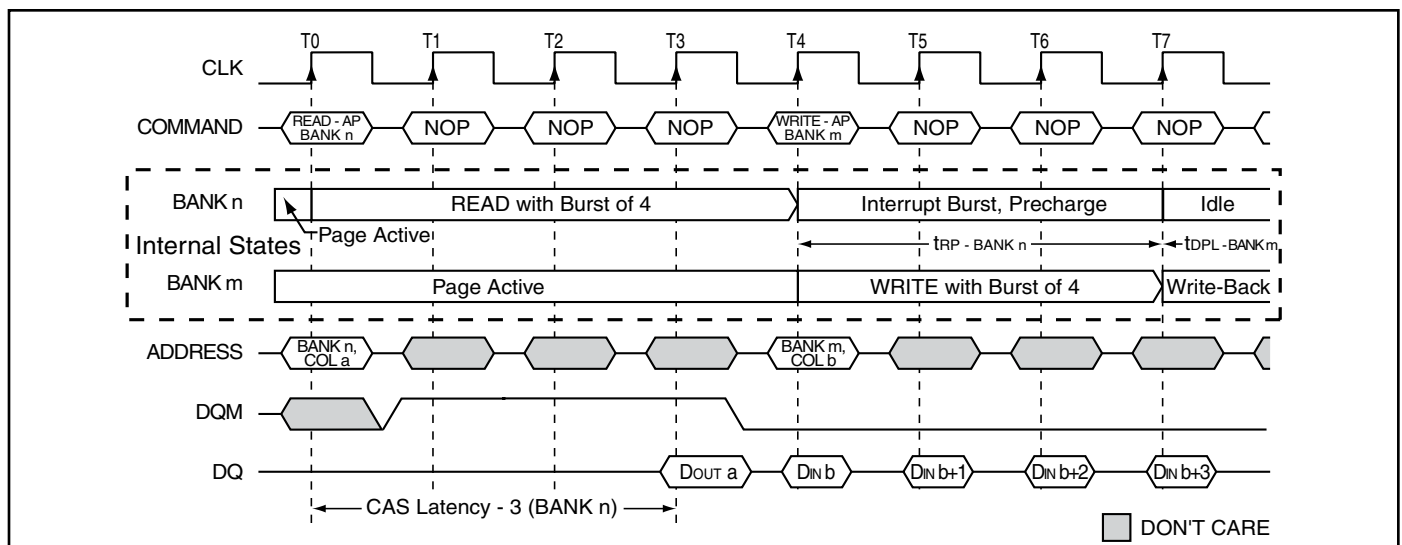 T0 T1 T2 T3 T4 T5 T6 T7
CLK
COMMAND READ - AP BANK n NOP NOP NOP WRITE - AP BANK m NOP NOP NOP
BANK n READ with Burst of 4 Interrupt Burst, Precharge Idle
Internal States Page Active tRP - BANK n tDPL - BANK m
BANK m Page Active WRITE with Burst of 4 Write-Back
ADDRESS BANK n, COL a BANK m, COL b
DQM
DQ DOUT a DIN b DIN b+1 DIN b+2 DIN b+3
CAS Latency - 3 (BANK n)
DON'T CARE